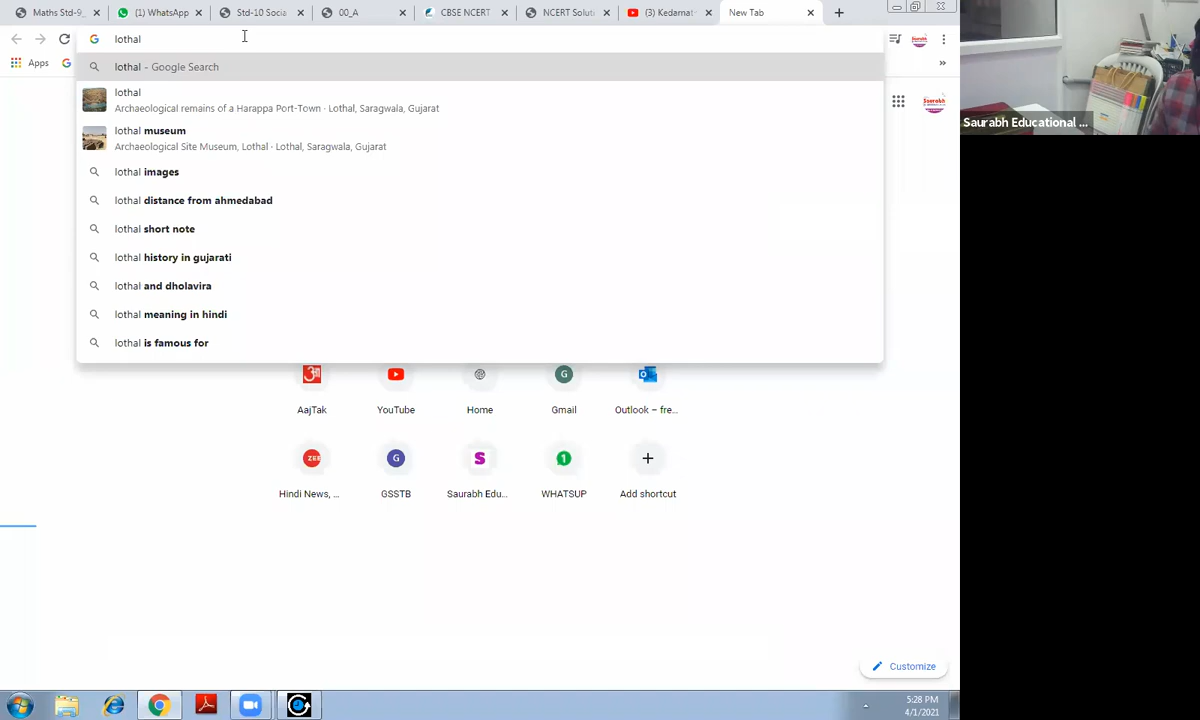 Maths Std-9_
(1) WhatsApp
Std-10 Socia
00_A
CBSE NCERT
NCERT Soluti
(3) Kedarnat
New Tab
lothal
Apps
lothal - Google Search
lothal
Archaeological remains of a Harappa Port-Town · Lothal, Saragwala, Gujarat
lothal museum
Archaeological Site Museum, Lothal · Lothal, Saragwala, Gujarat
lothal images
lothal distance from ahmedabad
lothal short note
lothal history in gujarati
lothal and dholavira
lothal meaning in hindi
lothal is famous for
AajTak
YouTube
Home
Gmail
Outlook – fre...
Hindi News, ...
GSSTB
Saurabh Edu...
WHATSUP
Add shortcut
Customize
Saurabh Educational ...
5:28 PM
4/1/2021